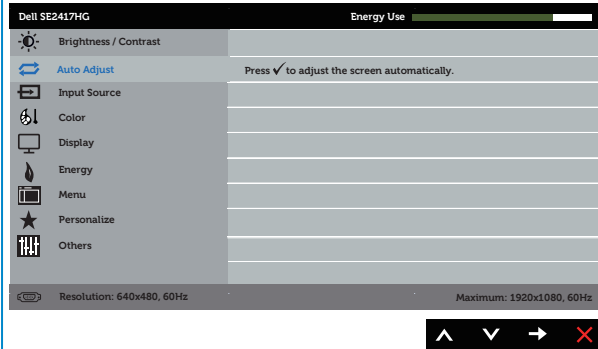 Dell SE2417HG Energy Use
Brightness / Contrast
Auto Adjust Press ✓ to adjust the screen automatically.
Input Source
Color
Display
Energy
Menu
Personalize
Others
Resolution: 640x480, 60Hz Maximum: 1920x1080, 60Hz